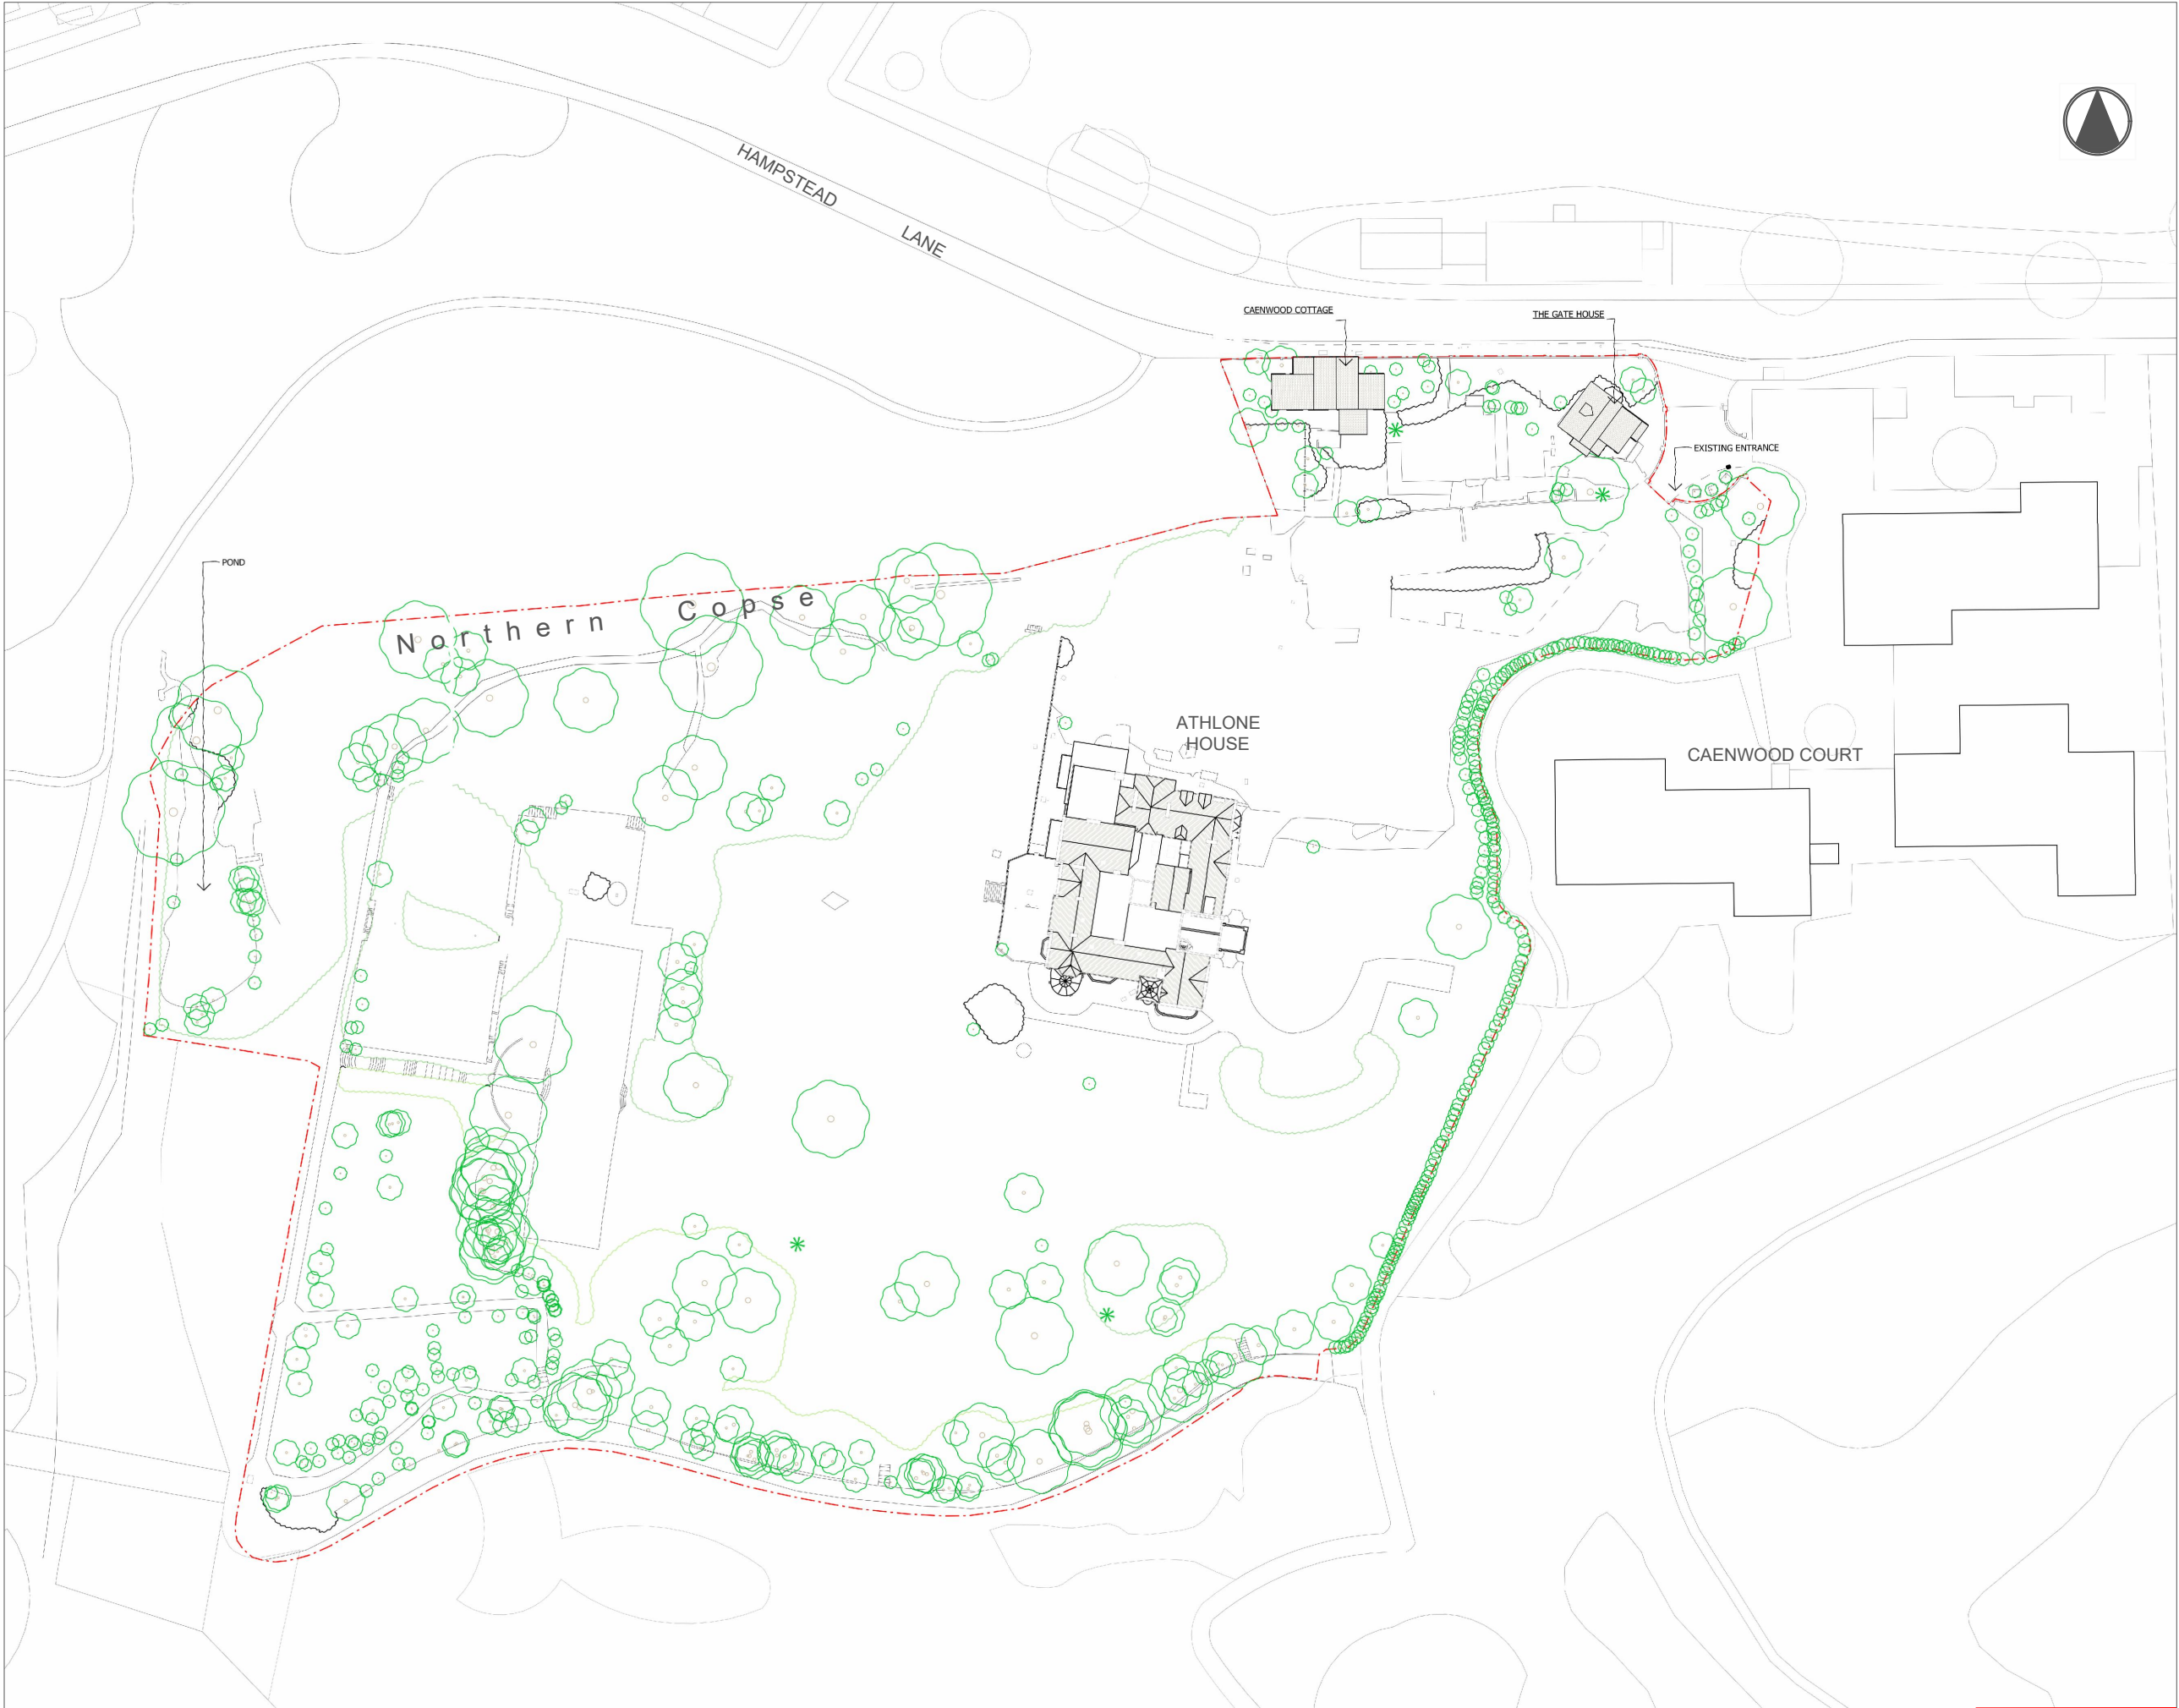 HAMPSTEAD
LANE
CAENWOOD COTTAGE
THE GATE HOUSE
EXISTING ENTRANCE
POND
Northern Copse
ATHLONE
HOUSE
CAENWOOD COURT